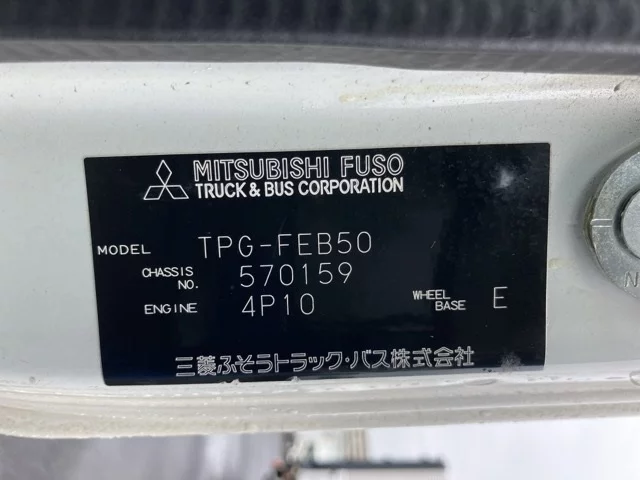 MITSUBISHI FUSO
TRUCK & BUS CORPORATION
MODEL TPG-FEB50
CHASSIS NO. 570159
ENGINE 4P10 WHEEL BASE E
三菱ふそうトラック・バス株式会社
N